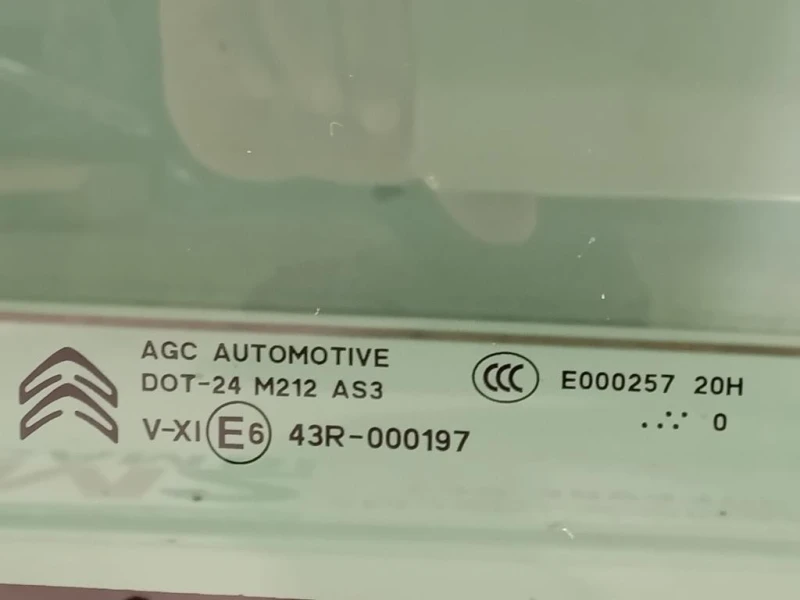 AGC AUTOMOTIVE
DOT-24 M212 AS3
V-XI E6 43R-000197
CCC E000257 20H
0